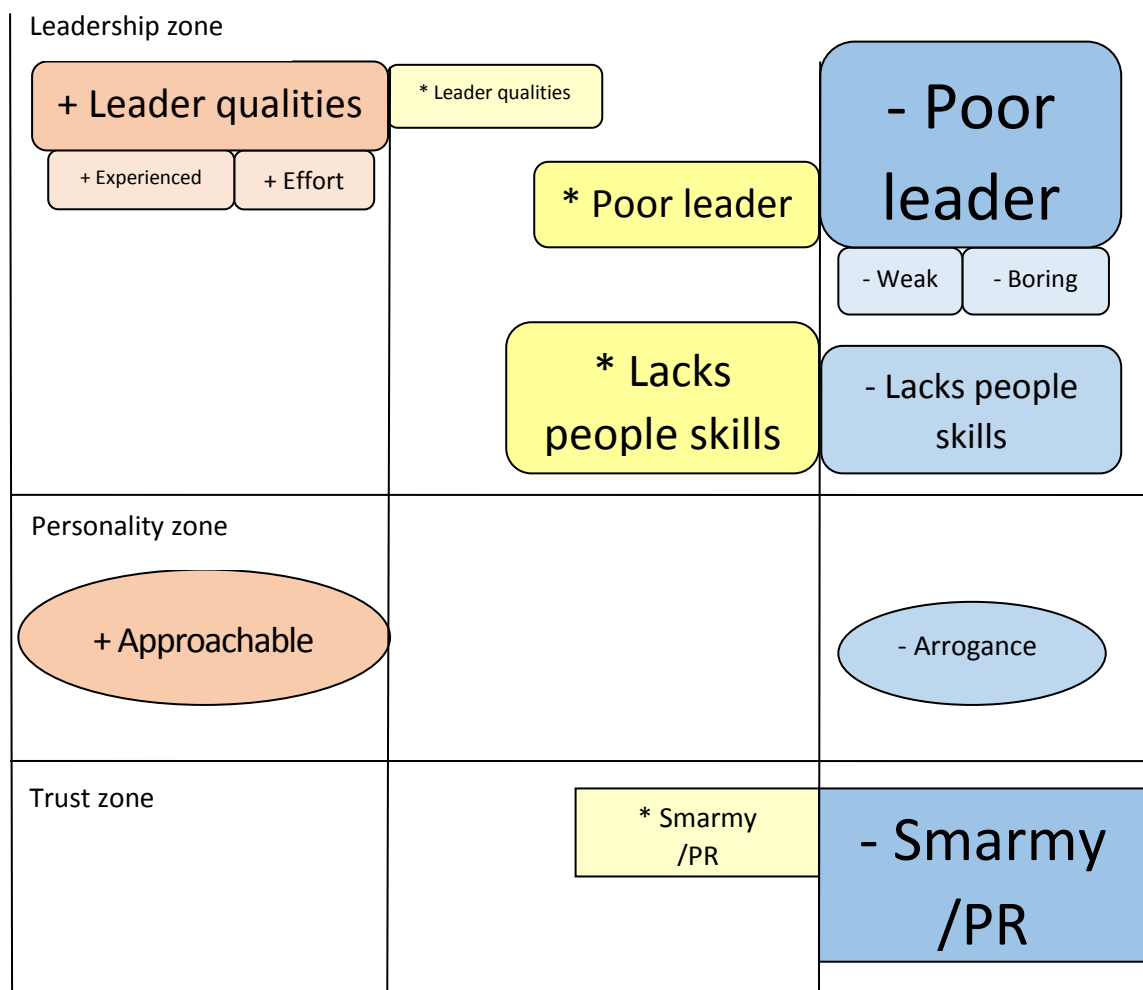 Leadership zone
+ Leader qualities
* Leader qualities
+ Experienced
+ Effort
* Poor leader
- Poor
leader
- Weak
- Boring
* Lacks
people skills
- Lacks people
skills
Personality zone
+ Approachable
- Arrogance
Trust zone
* Smarmy
/PR
- Smarmy
/PR